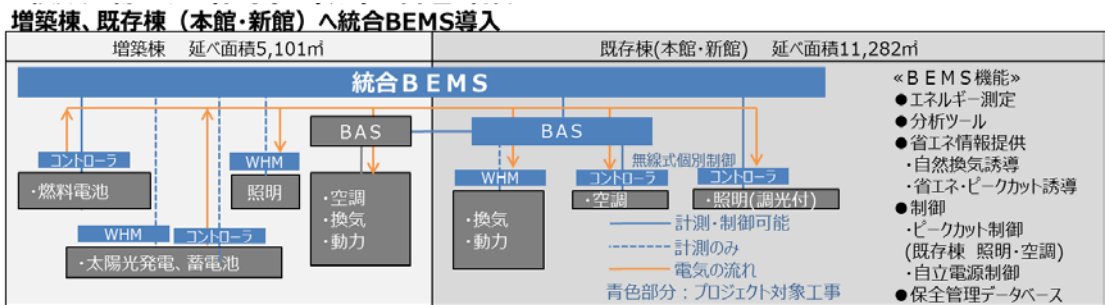 増築棟、既存棟（本館・新館）へ統合BEMS導入
増築棟　延べ面積5,101㎡
既存棟(本館・新館)　延べ面積11,282㎡
統合ＢＥＭＳ
BAS
BAS
コントローラ
・燃料電池
WHM
照明
・空調
・換気
・動力
WHM
コントローラ
・太陽光発電、蓄電池
無線式個別制御
WHM
・換気
・動力
コントローラ
・空調
コントローラ
・照明(調光付)
計測・制御可能
計測のみ
電気の流れ
青色部分：プロジェクト対象工事
≪ＢＥＭＳ機能≫
●エネルギー測定
●分析ツール
●省エネ情報提供
・自然換気誘導
・省エネ・ピークカット誘導
●制御
・ピークカット制御
(既存棟 照明・空調)
・自立電源制御
●保全管理データベース